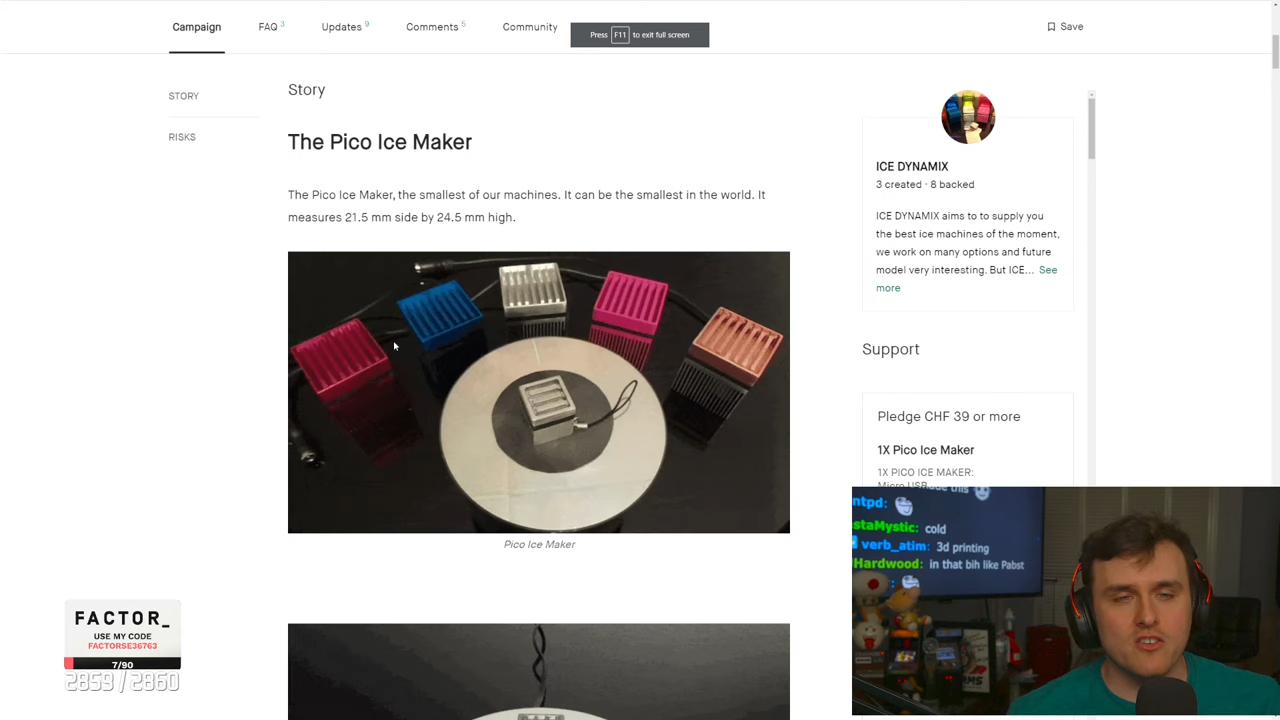 Campaign
FAQ 3
Updates 9
Comments 5
Community
Press F11 to exit full screen
Save
STORY
RISKS
Story
The Pico Ice Maker
The Pico Ice Maker, the smallest of our machines. It can be the smallest in the world. It
measures 21.5 mm side by 24.5 mm high.
Pico Ice Maker
ICE DYNAMIX
3 created · 8 backed
ICE DYNAMIX aims to to supply you
the best ice machines of the moment,
we work on many options and future
model very interesting. But ICE... See
more
Support
Pledge CHF 39 or more
1X Pico Ice Maker
1X PICO ICE MAKER:
Micro USB
this
ntpd:
staMystic: cold
verb_atim: 3d printing
Hardwood: in that bih like Pabst
FACTOR_
USE MY CODE
FACTORSE36763
7/90
2859 / 2860